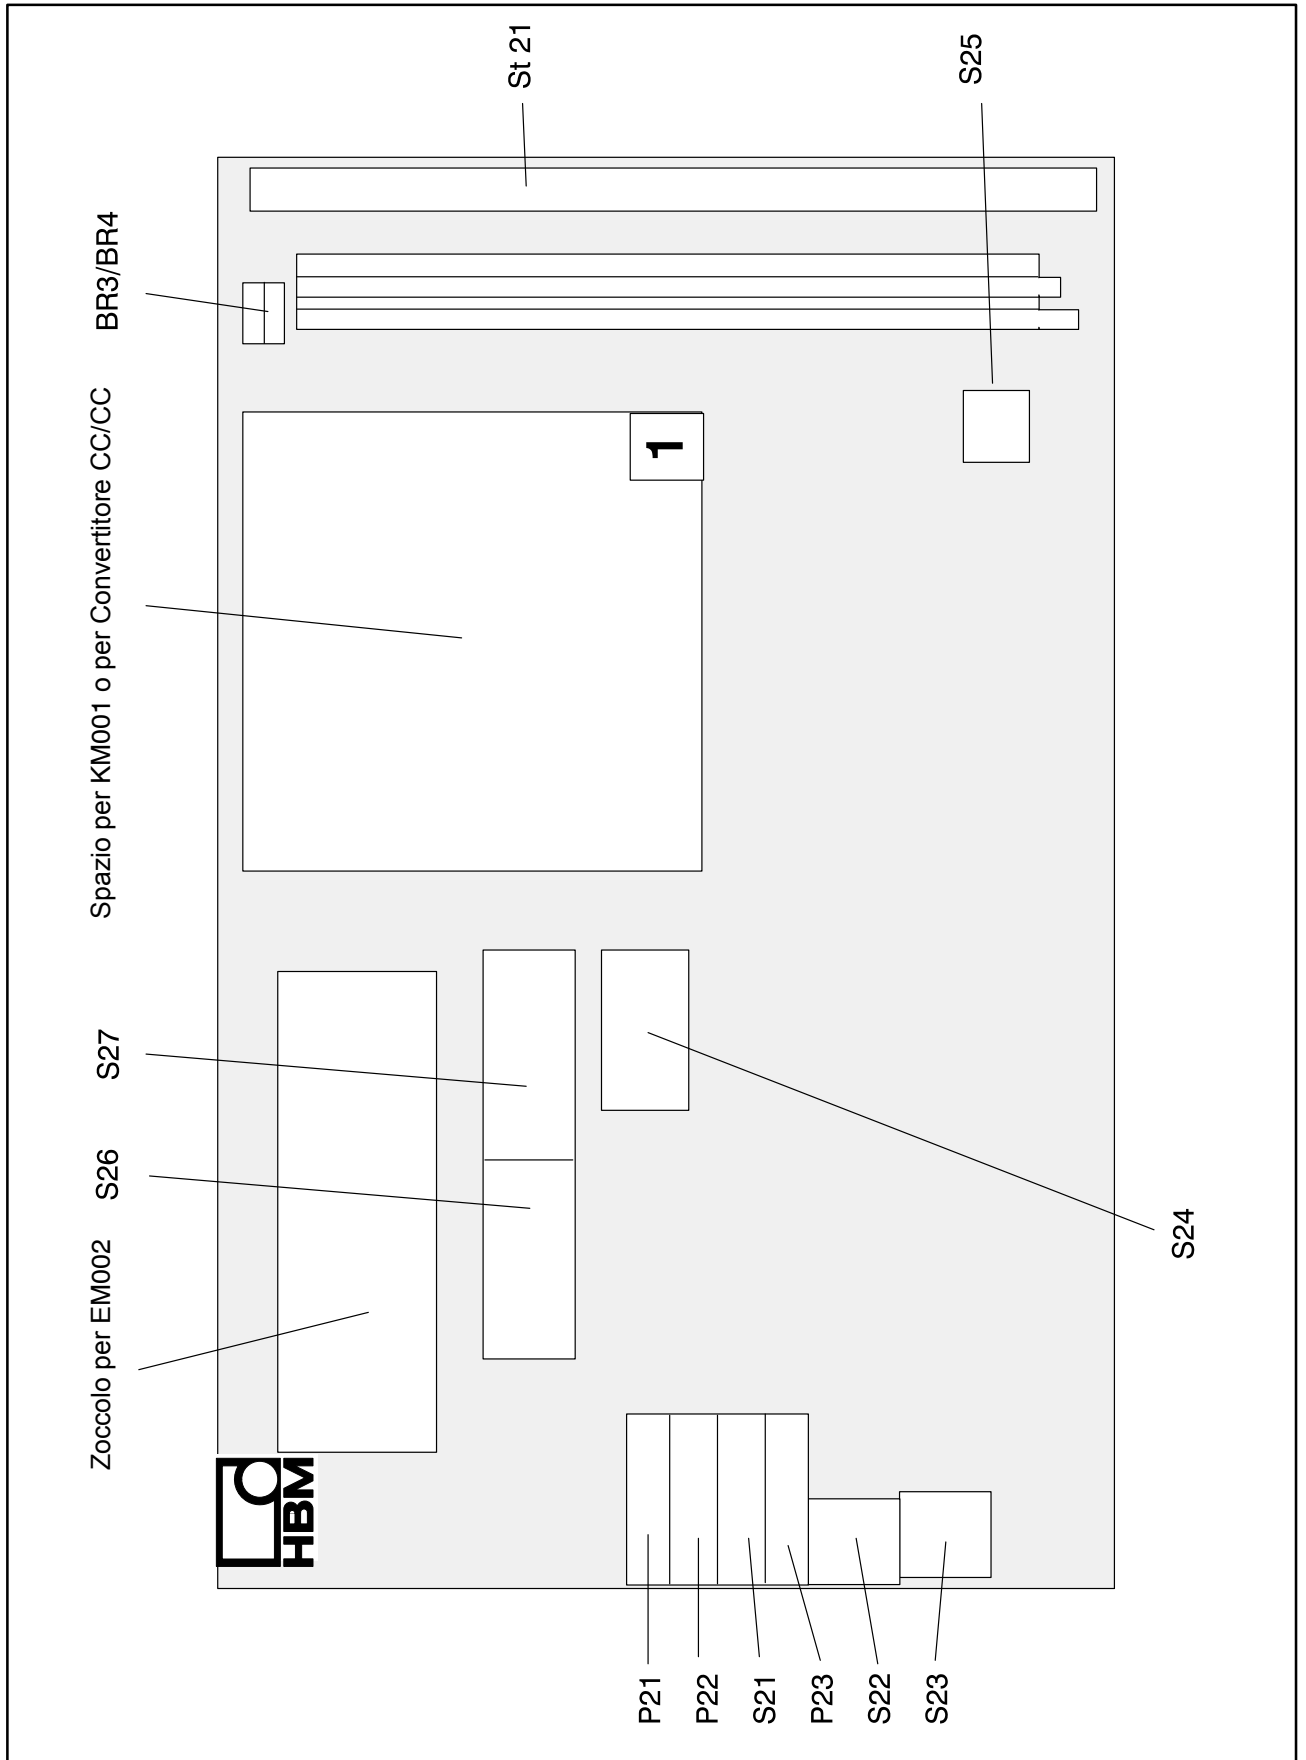 Zoccolo per EM002
S26
S27
Spazio per KM001 o per Convertitore CC/CC
BR3/BR4
St 21
S25
1
HBM
P21
P22
S21
P23
S22
S23
S24